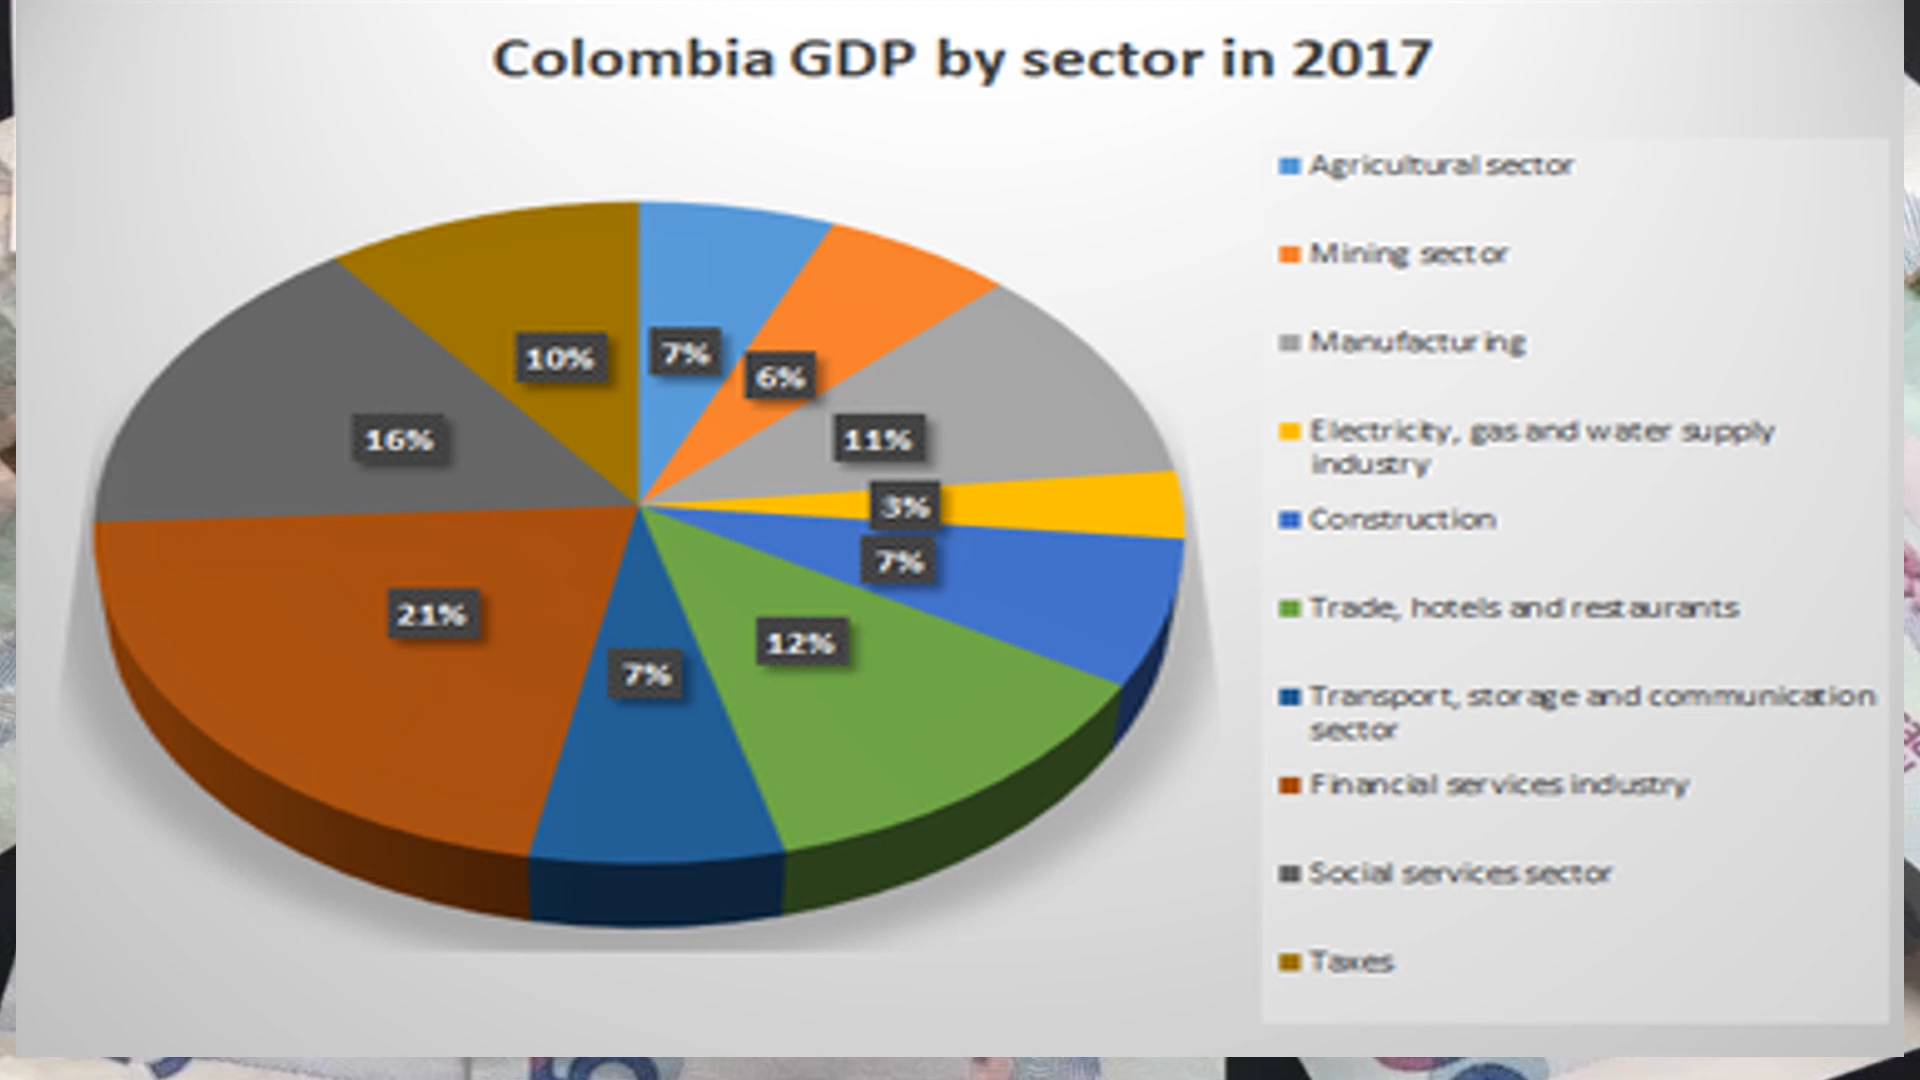 Colombia GDP by sector in 2017
10%
7%
6%
16%
11%
3%
7%
21%
12%
7%
Agricultural sector
Mining sector
Manufacturing
Electricity, gas and water supply
industry
Construction
Trade, hotels and restaurants
Transport, storage and communication
sector
Financial services industry
Social services sector
Taxes